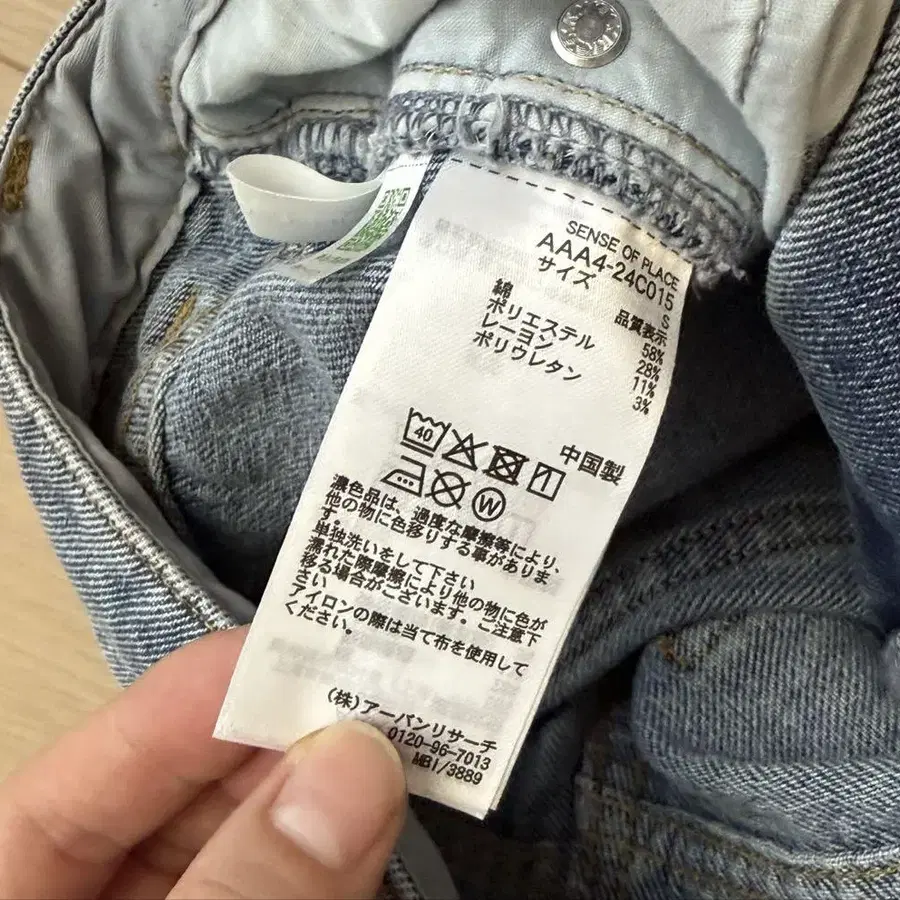 SENSE OF PLACE
AAA4-24C015
サイズ S
品質表示
綿 58%
ポリエステル 28%
レーヨン 11%
ポリウレタン 3%
40
中国製
W
濃色品は、過度な摩擦等により、
他の物に色移りする事がありま
す。
単独洗いをして下さい
濡れた際摩擦により他の物に色が
移る場合がございます。ご注意下
さい
アイロンの際は当て布を使用して
ください。
(株)アーバンリサーチ
0120-96-7013
MBI/3889